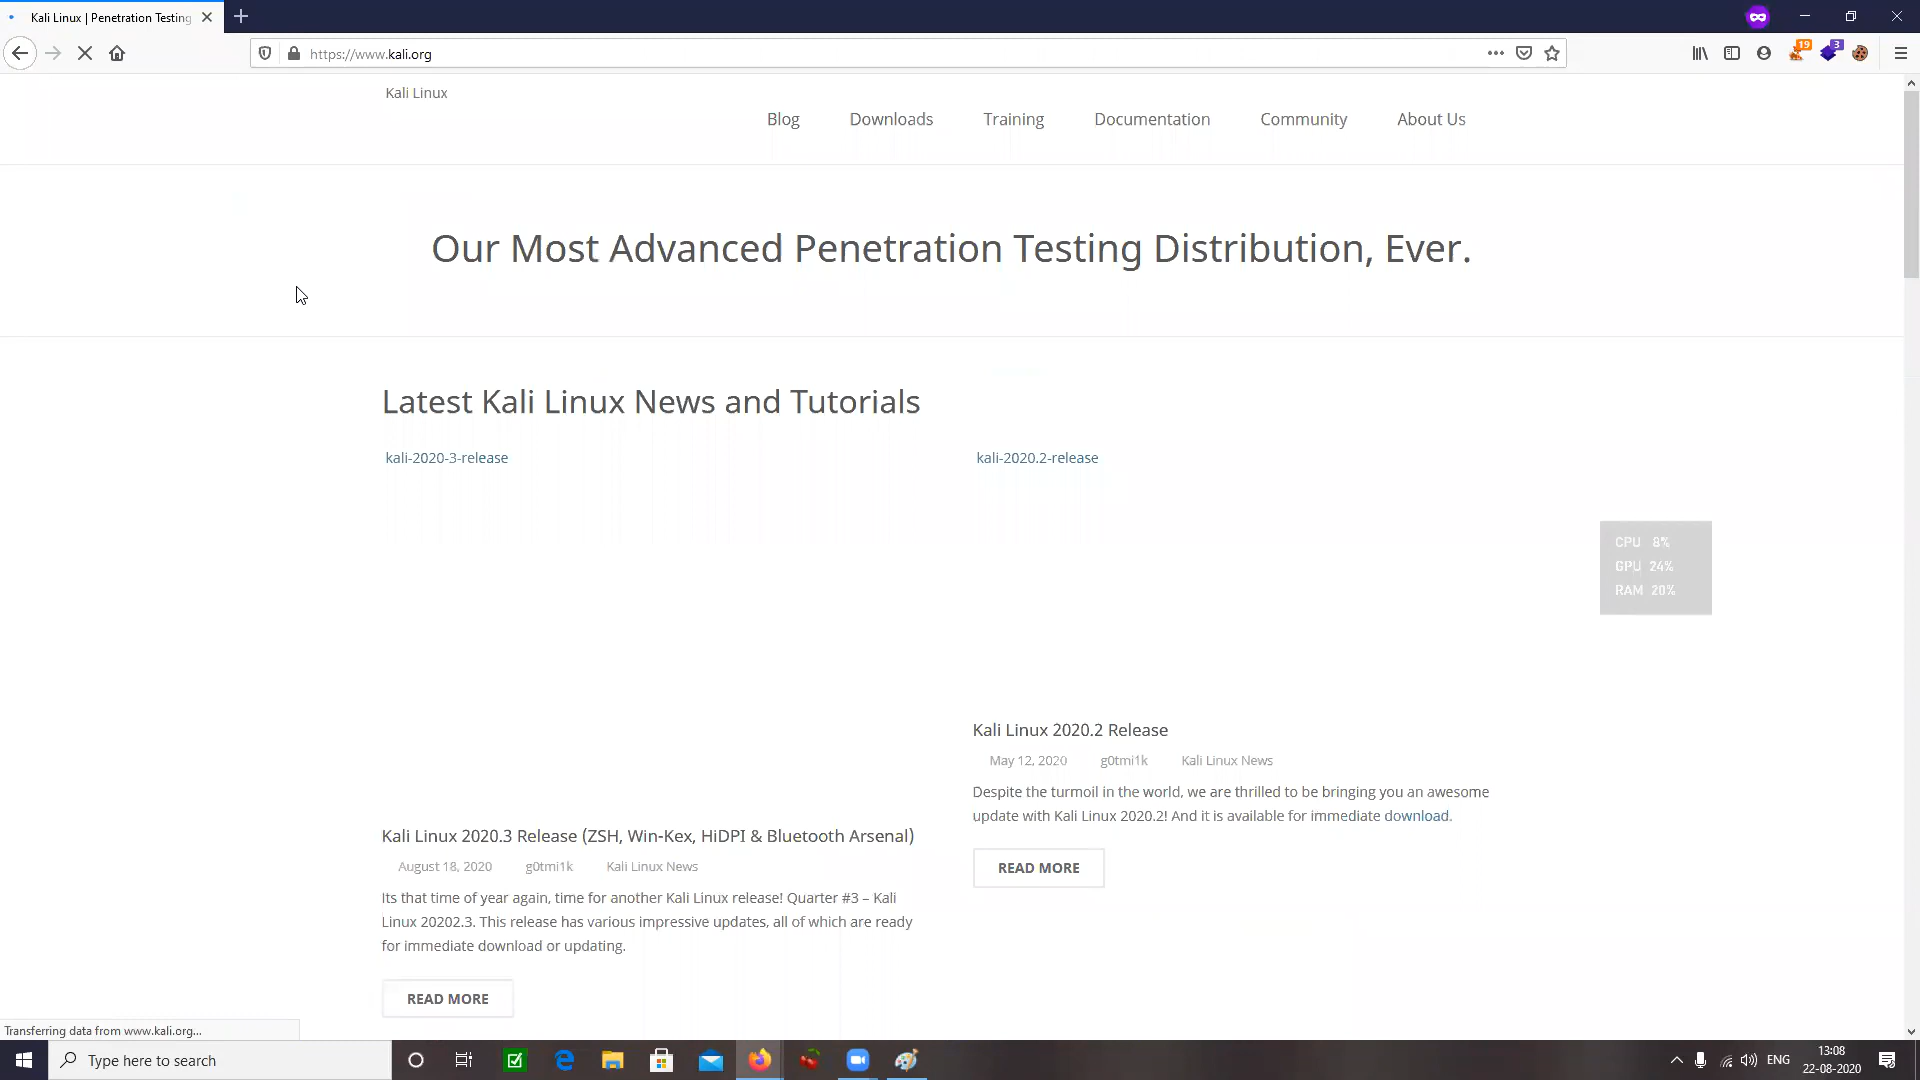 Kali Linux | Penetration Testing
https://www.kali.org
19
3
Kali Linux
Blog
Downloads
Training
Documentation
Community
About Us
Our Most Advanced Penetration Testing Distribution, Ever.
Latest Kali Linux News and Tutorials
kali-2020-3-release
kali-2020.2-release
CPU 8%
GPU 24%
RAM 20%
Kali Linux 2020.2 Release
May 12, 2020 g0tmi1k Kali Linux News
Despite the turmoil in the world, we are thrilled to be bringing you an awesome
update with Kali Linux 2020.2! And it is available for immediate download.
READ MORE
Kali Linux 2020.3 Release (ZSH, Win-Kex, HiDPI & Bluetooth Arsenal)
August 18, 2020 g0tmi1k Kali Linux News
Its that time of year again, time for another Kali Linux release! Quarter #3 – Kali
Linux 20202.3. This release has various impressive updates, all of which are ready
for immediate download or updating.
READ MORE
Transferring data from www.kali.org...
Type here to search
ENG
13:08
22-08-2020